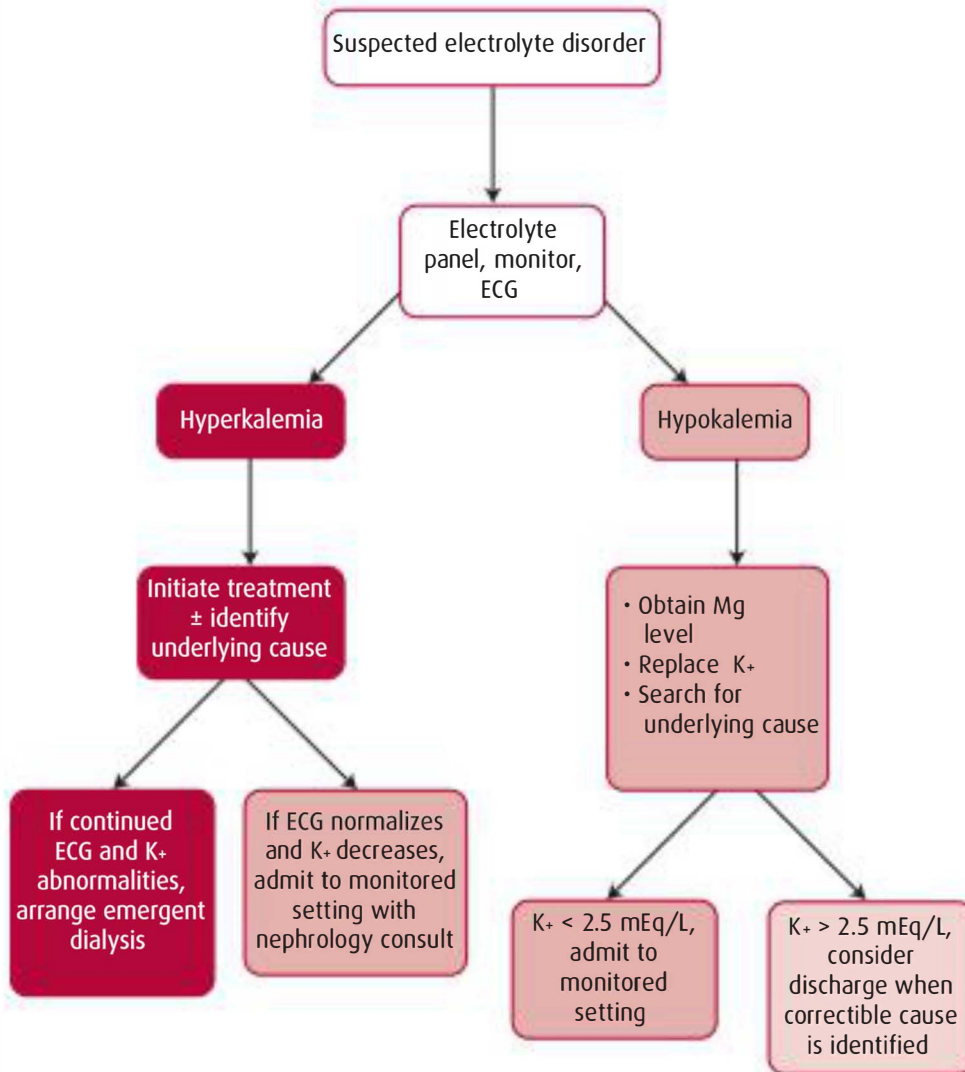 Suspected electrolyte disorder
Electrolyte
panel, monitor,
ECG
Hyperkalemia
Hypokalemia
Initiate treatment
± identify
underlying cause
· Obtain Mg
level
· Replace K+
· Search for
underlying cause
If continued
ECG and K+
abnormalities,
arrange emergent
dialysis
If ECG normalizes
and K+ decreases,
admit to monitored
setting with
nephrology consult
K+ < 2.5 mEq/L,
admit to
monitored
setting
K+ > 2.5 mEq/L,
consider
discharge when
correctible cause
is identified